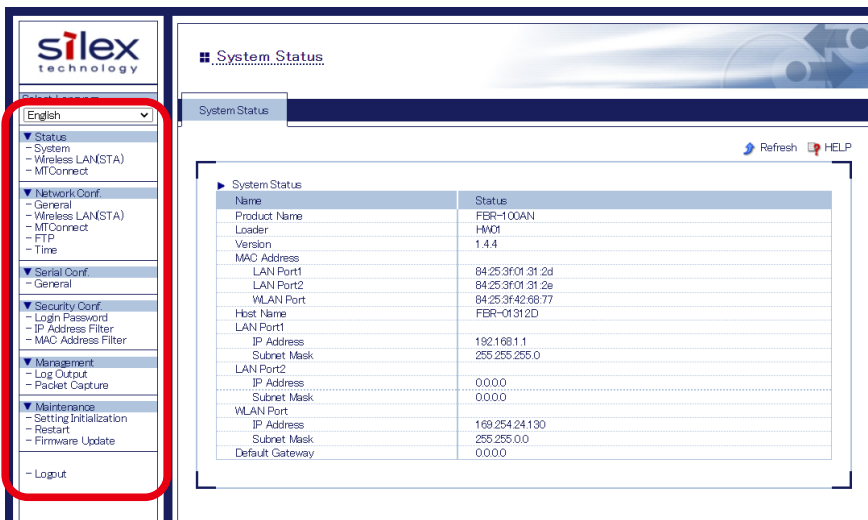 silex
technology
System Status
Select Language
English
▼ Status
– System
– Wireless LAN(STA)
– MTConnect
▼ Network Conf.
– General
– Wireless LAN(STA)
– MTConnect
– FTP
– Time
▼ Serial Conf.
– General
▼ Security Conf.
– Login Password
– IP Address Filter
– MAC Address Filter
▼ Management
– Log Output
– Packet Capture
▼ Maintenance
– Setting Initialization
– Restart
– Firmware Update
– Logout
System Status
Refresh HELP
▶ System Status
Name Status
Product Name FBR-100AN
Loader HW01
Version 1.4.4
MAC Address
LAN Port1 84:25:3f:01:31:2d
LAN Port2 84:25:3f:01:31:2e
WLAN Port 84:25:3f:42:68:77
Host Name FBR-01312D
LAN Port1
IP Address 192.168.1.1
Subnet Mask 255.255.255.0
LAN Port2
IP Address 0.0.0.0
Subnet Mask 0.0.0.0
WLAN Port
IP Address 169.254.24.130
Subnet Mask 255.255.0.0
Default Gateway 0.0.0.0